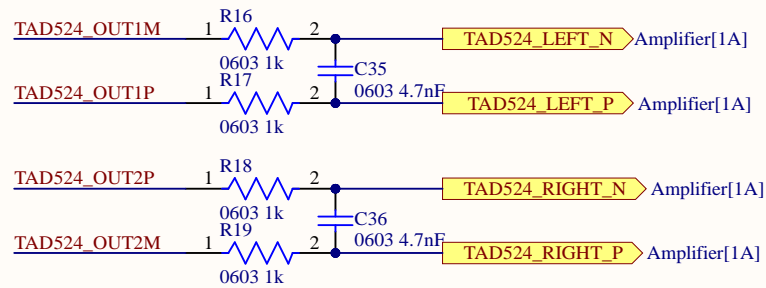 R16
TAD524_OUT1M 1 2 TAD524_LEFT_N Amplifier[1A]
0603 1k
C35
R17
0603 4.7nF
TAD524_OUT1P 1 2 TAD524_LEFT_P Amplifier[1A]
0603 1k
R18
TAD524_OUT2P 1 2 TAD524_RIGHT_N Amplifier[1A]
0603 1k
C36
R19
0603 4.7nF
TAD524_OUT2M 1 2 TAD524_RIGHT_P Amplifier[1A]
0603 1k